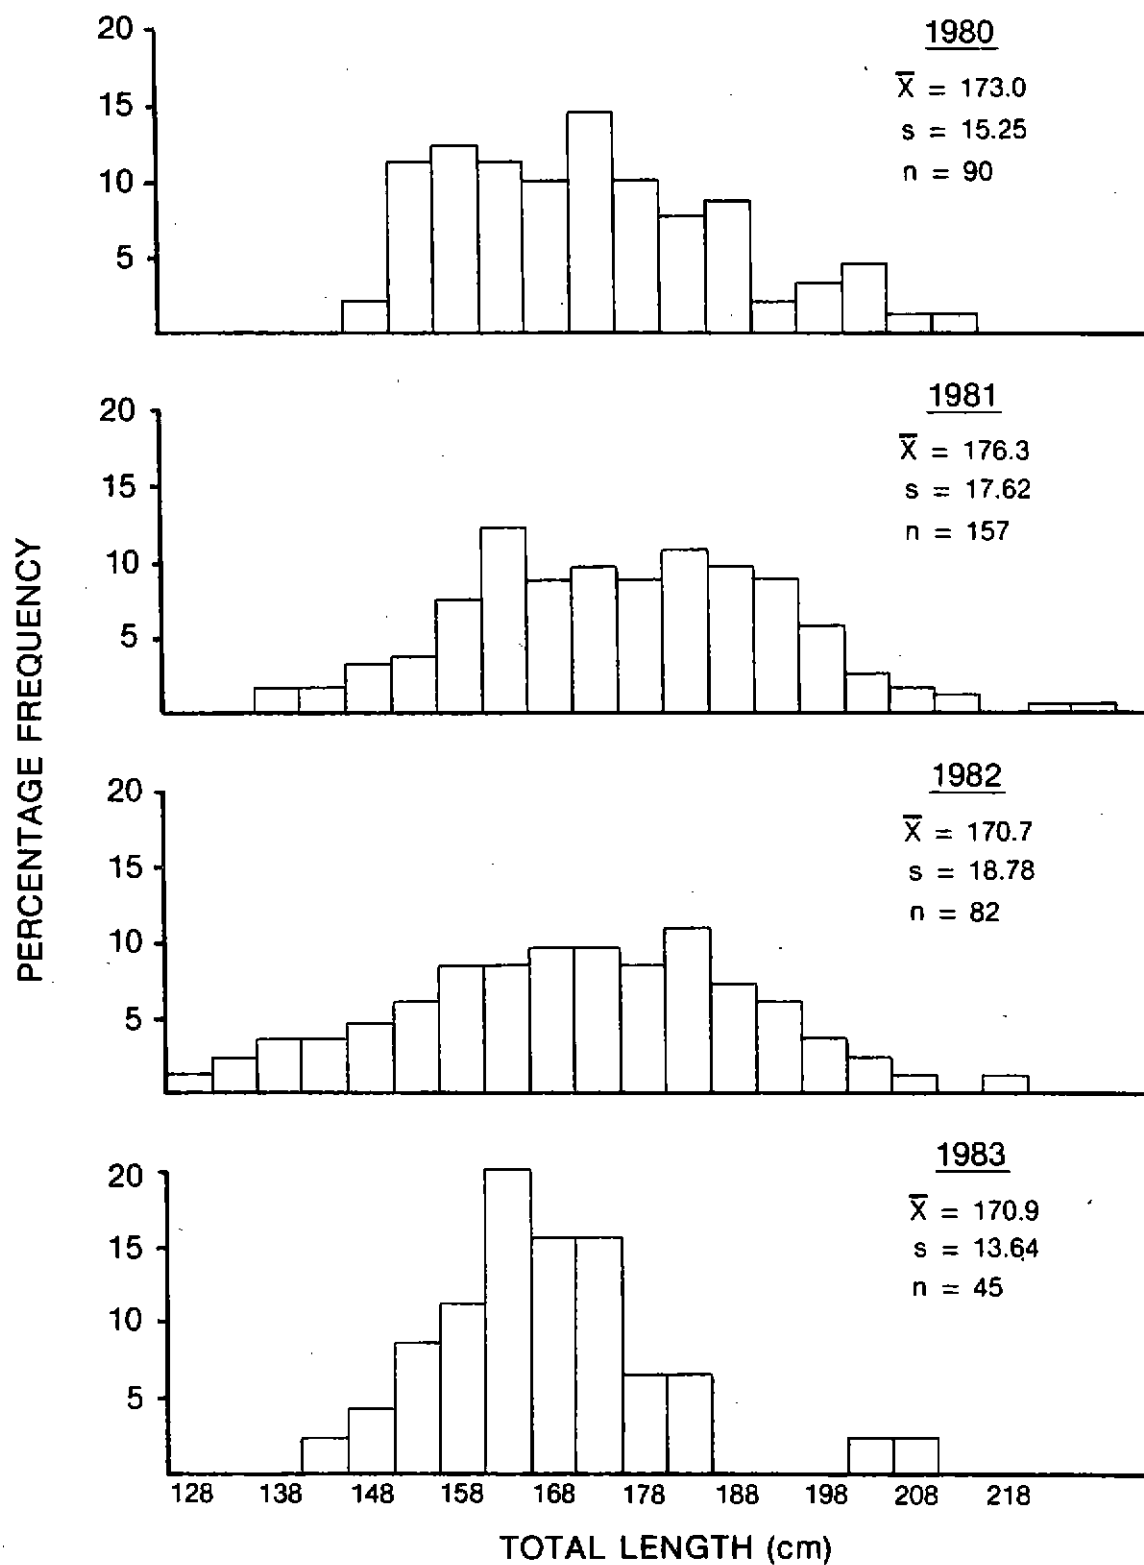 PERCENTAGE FREQUENCY
20
15
10
5
1980
X̅ = 173.0
s = 15.25
n = 90
20
15
10
5
1981
X̅ = 176.3
s = 17.62
n = 157
20
15
10
5
1982
X̅ = 170.7
s = 18.78
n = 82
20
15
10
5
1983
X̅ = 170.9
s = 13.64
n = 45
128 138 148 158 168 178 188 198 208 218
TOTAL LENGTH (cm)